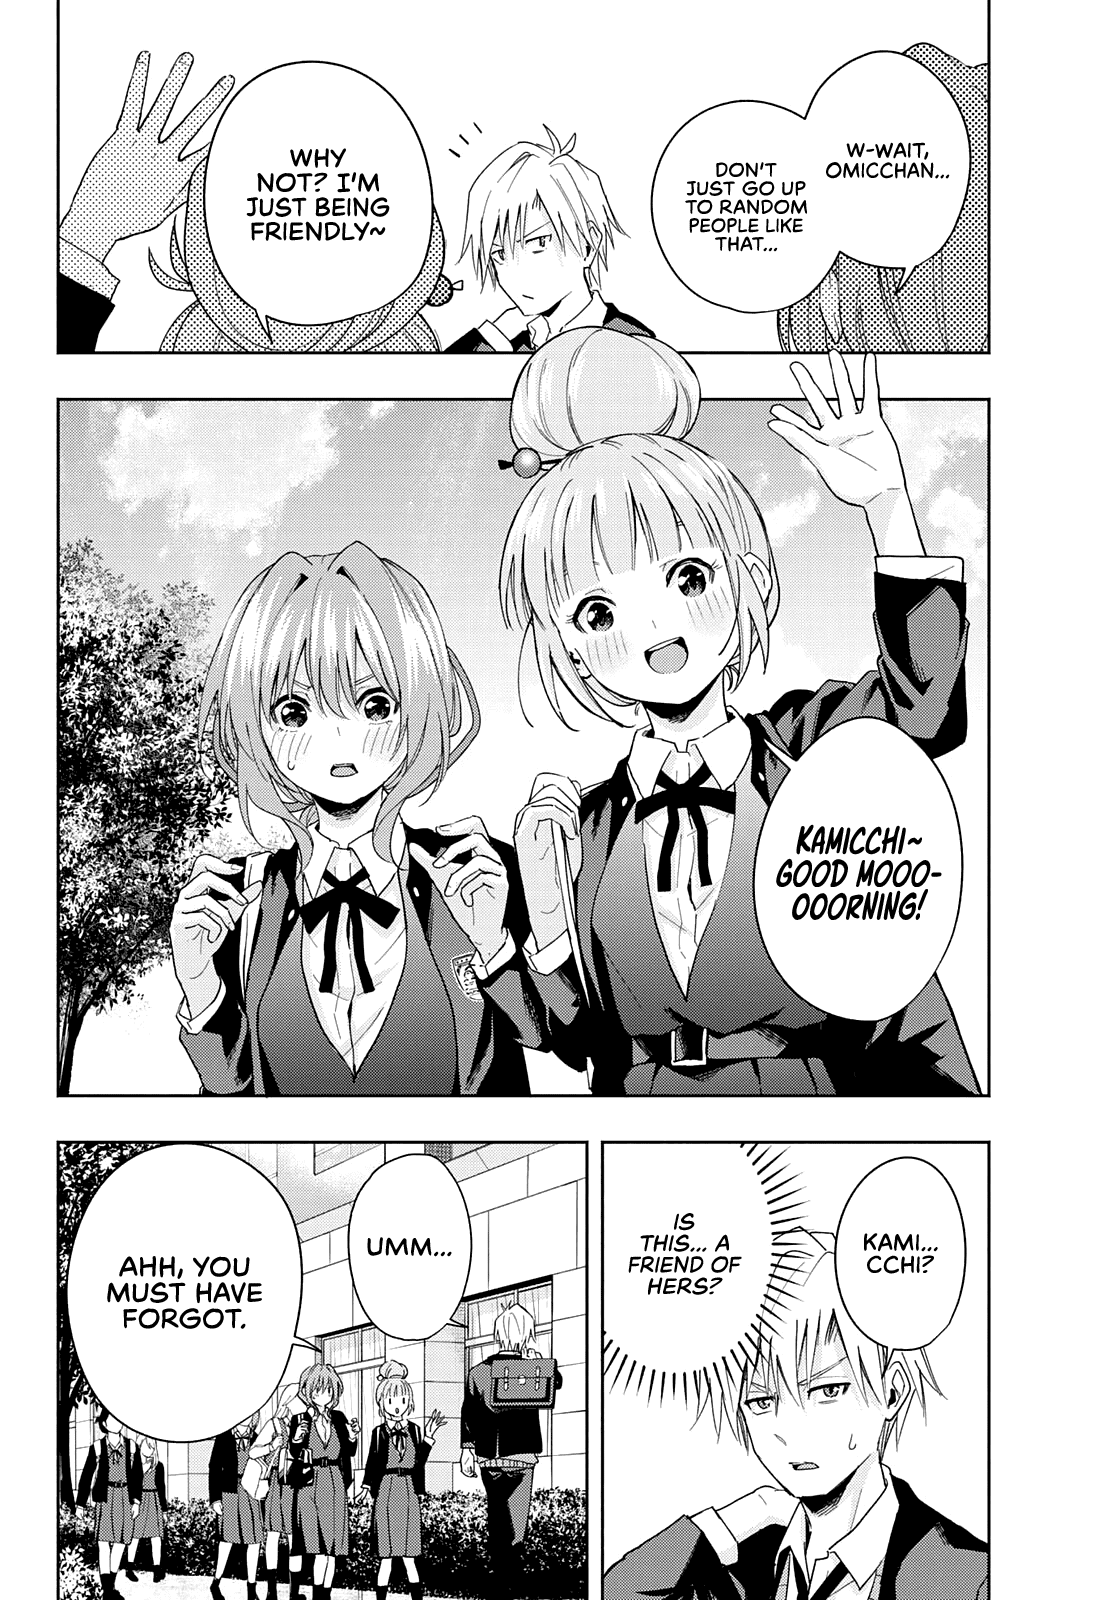 W-WAIT,
OMICCHAN...
DON'T
JUST GO UP
TO RANDOM
PEOPLE LIKE
THAT...
WHY
NOT? I'M
JUST BEING
FRIENDLY~
KAMICCHI~
GOOD MOOO-
OOORNING!
KAMI...
CCHI?
IS
THIS... A
FRIEND OF
HERS?
UMM...
AHH, YOU
MUST HAVE
FORGOT.